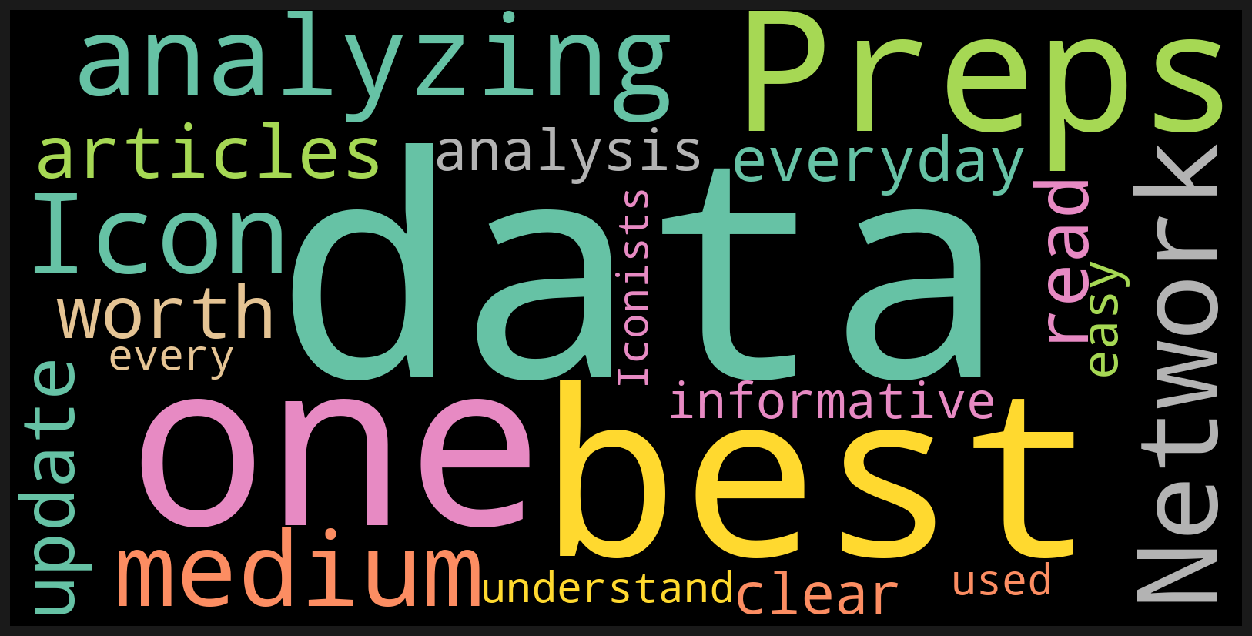 analyzing
Preps
articles
analysis
everyday
Icon
data
Iconists
read
easy
Network
worth
every
update
one
best
informative
medium
understand
clear
used